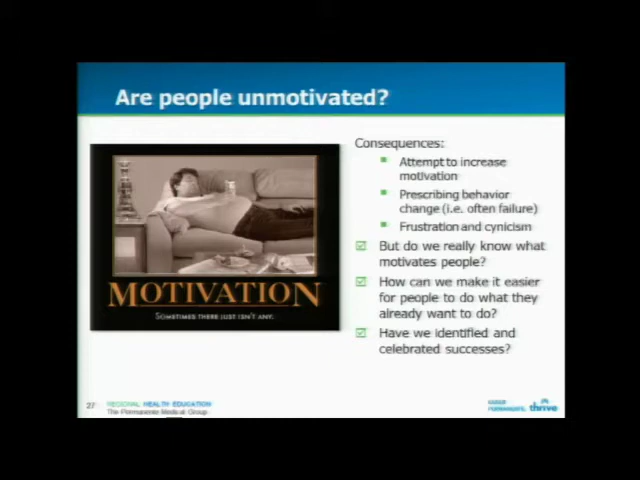 Are people unmotivated?
Consequences:
Attempt to increase
motivation
Prescribing behavior
change (i.e. often failure)
Frustration and cynicism
But do we really know what
motivates people?
How can we make it easier
for people to do what they
already want to do?
Have we identified and
celebrated successes?
MOTIVATION
SOMETIMES THERE JUST ISN'T ANY.
27
REGIONAL HEALTH EDUCATION
The Permanente Medical Group
KAISER
PERMANENTE. thrive